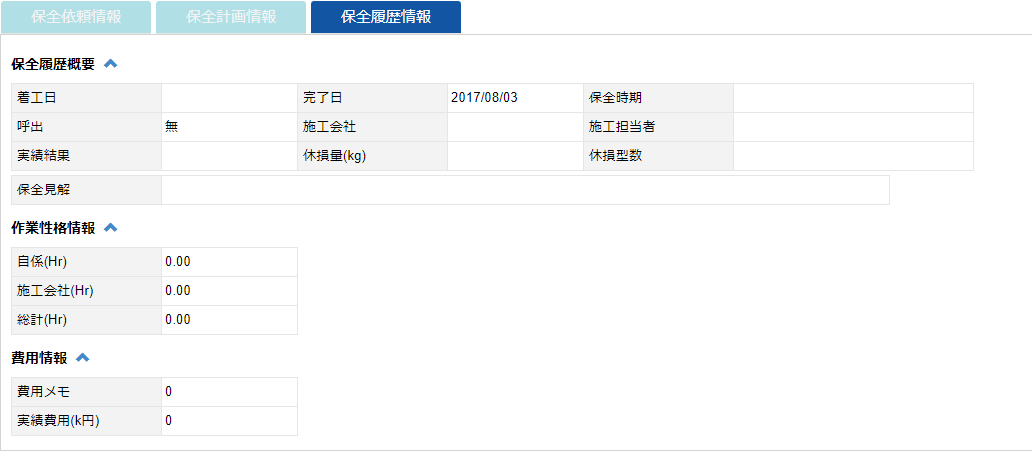 保全依頼情報 保全計画情報 保全履歴情報
保全履歴概要
着工日 完了日 2017/08/03 保全時期
呼出 無 施工会社 施工担当者
実績結果 休損量(kg) 休損型数
保全見解
作業性格情報
自係(Hr) 0.00
施工会社(Hr) 0.00
総計(Hr) 0.00
費用情報
費用メモ 0
実績費用(k円) 0